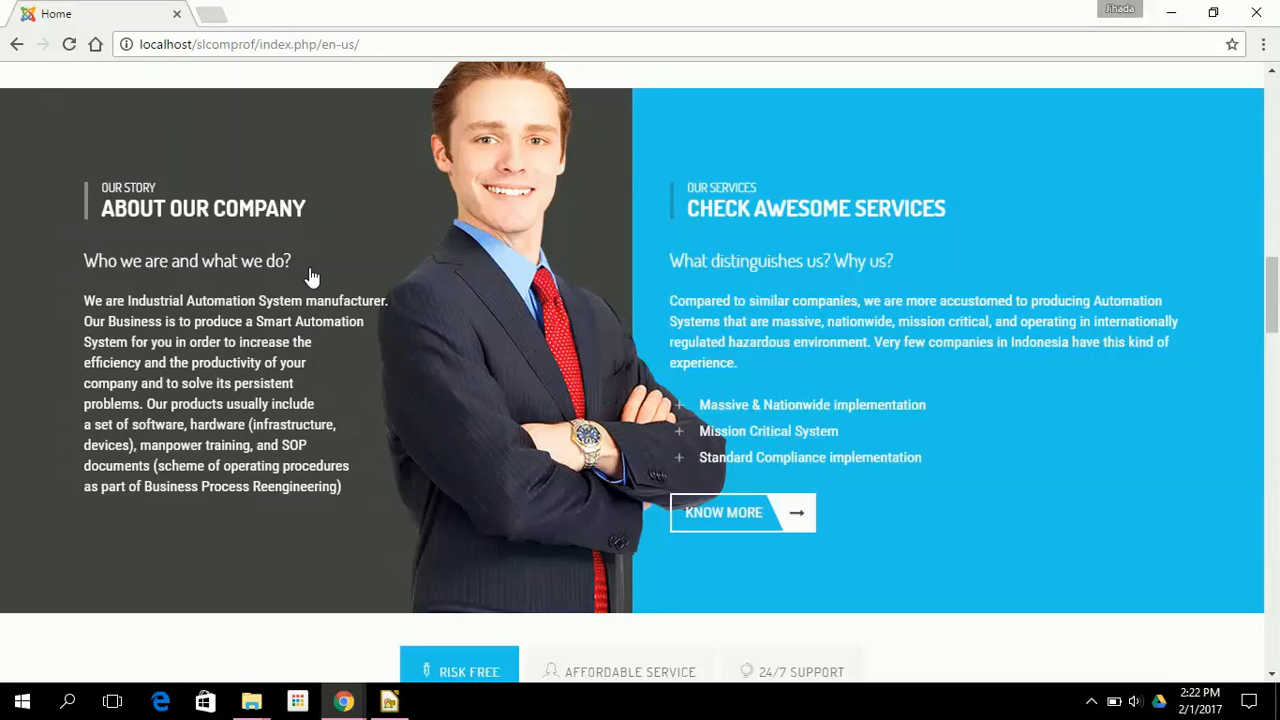 Home
Jihada
localhost/slcomprof/index.php/en-us/
OUR STORY
ABOUT OUR COMPANY
Who we are and what we do?
We are Industrial Automation System manufacturer.
Our Business is to produce a Smart Automation
System for you in order to increase the
efficiency and the productivity of your
company and to solve its persistent
problems. Our products usually include
a set of software, hardware (infrastructure,
devices), manpower training, and SOP
documents (scheme of operating procedures
as part of Business Process Reengineering)
OUR SERVICES
CHECK AWESOME SERVICES
What distinguishes us? Why us?
Compared to similar companies, we are more accustomed to producing Automation
Systems that are massive, nationwide, mission critical, and operating in internationally
regulated hazardous environment. Very few companies in Indonesia have this kind of
experience.
Massive & Nationwide implementation
Mission Critical System
Standard Compliance implementation
KNOW MORE
RISK FREE
AFFORDABLE SERVICE
24/7 SUPPORT
2:22 PM
2/1/2017